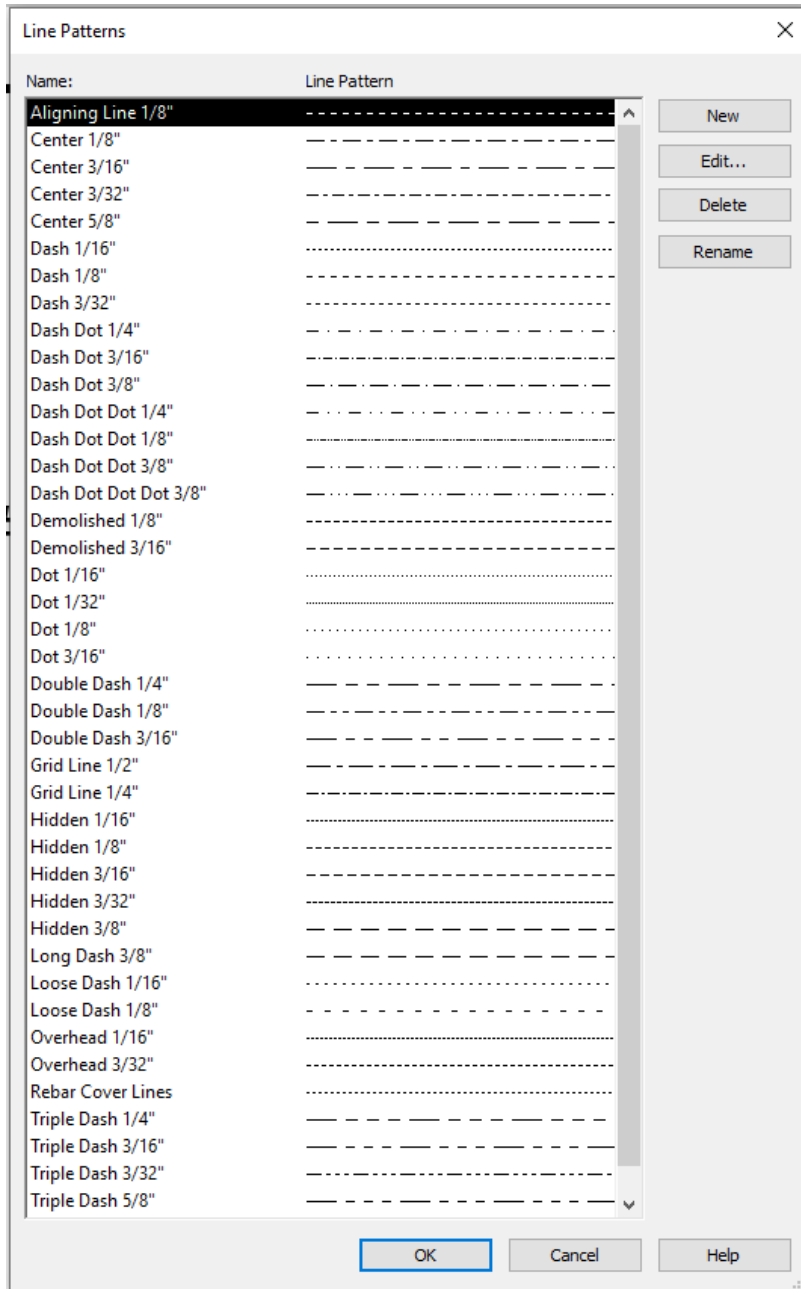 Line Patterns
Name: Line Pattern
Aligning Line 1/8"
Center 1/8"
Center 3/16"
Center 3/32"
Center 5/8"
Dash 1/16"
Dash 1/8"
Dash 3/32"
Dash Dot 1/4"
Dash Dot 3/16"
Dash Dot 3/8"
Dash Dot Dot 1/4"
Dash Dot Dot 1/8"
Dash Dot Dot 3/8"
Dash Dot Dot Dot 3/8"
Demolished 1/8"
Demolished 3/16"
Dot 1/16"
Dot 1/32"
Dot 1/8"
Dot 3/16"
Double Dash 1/4"
Double Dash 1/8"
Double Dash 3/16"
Grid Line 1/2"
Grid Line 1/4"
Hidden 1/16"
Hidden 1/8"
Hidden 3/16"
Hidden 3/32"
Hidden 3/8"
Long Dash 3/8"
Loose Dash 1/16"
Loose Dash 1/8"
Overhead 1/16"
Overhead 3/32"
Rebar Cover Lines
Triple Dash 1/4"
Triple Dash 3/16"
Triple Dash 3/32"
Triple Dash 5/8"
New
Edit...
Delete
Rename
OK Cancel Help